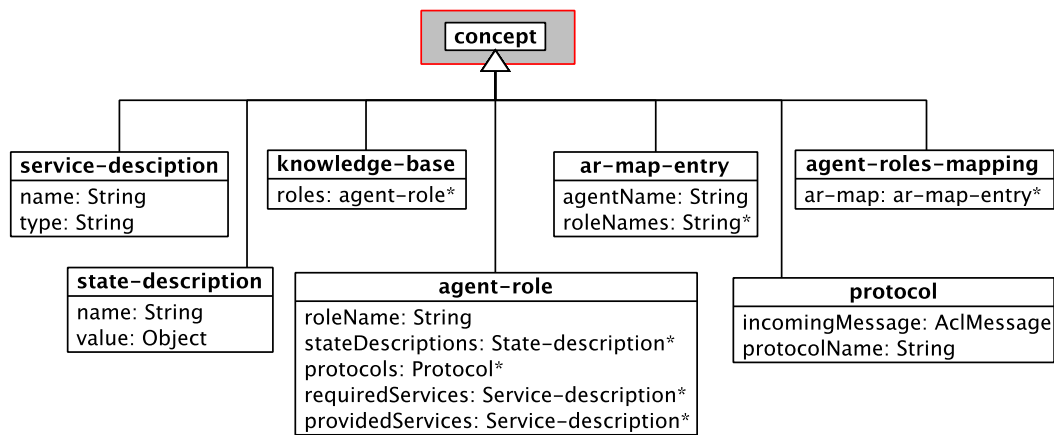 concept
service-desciption
name: String
type: String
knowledge-base
roles: agent-role*
ar-map-entry
agentName: String
roleNames: String*
agent-roles-mapping
ar-map: ar-map-entry*
state-description
name: String
value: Object
agent-role
roleName: String
stateDescriptions: State-description*
protocols: Protocol*
requiredServices: Service-description*
providedServices: Service-description*
protocol
incomingMessage: AclMessage
protocolName: String